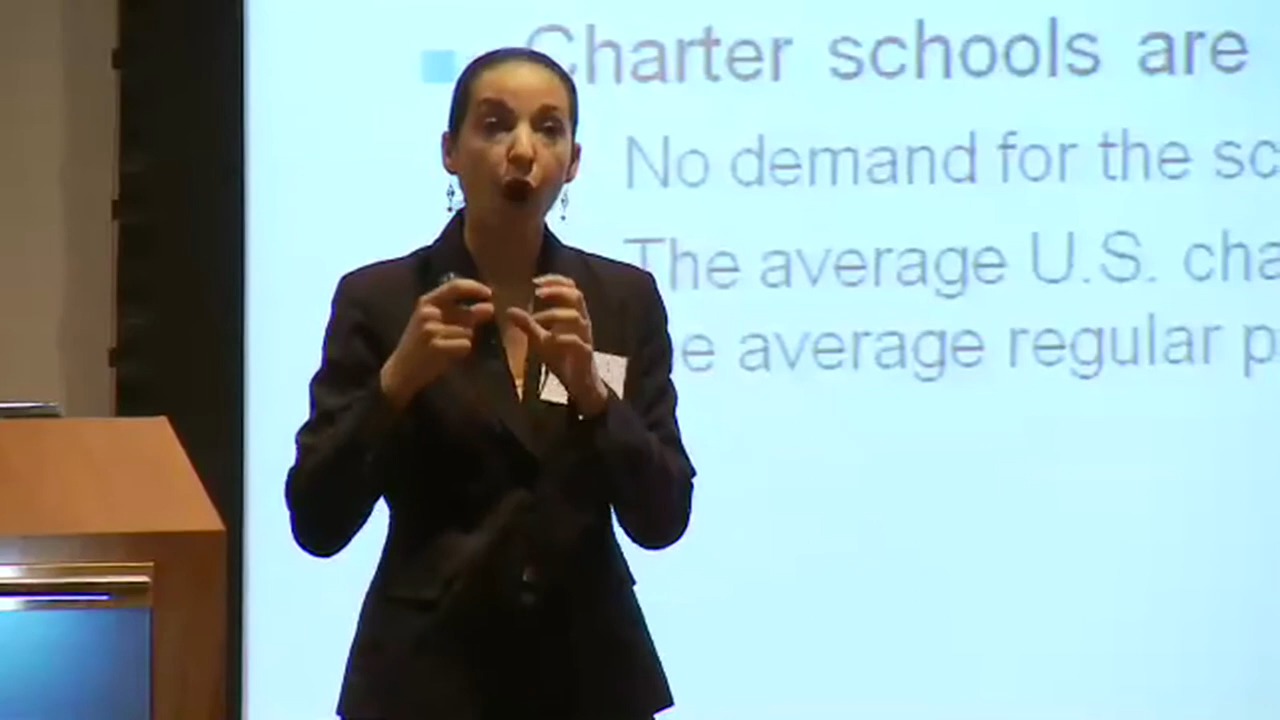 Charter schools are
No demand for the sc
The average U.S. cha
e average regular p